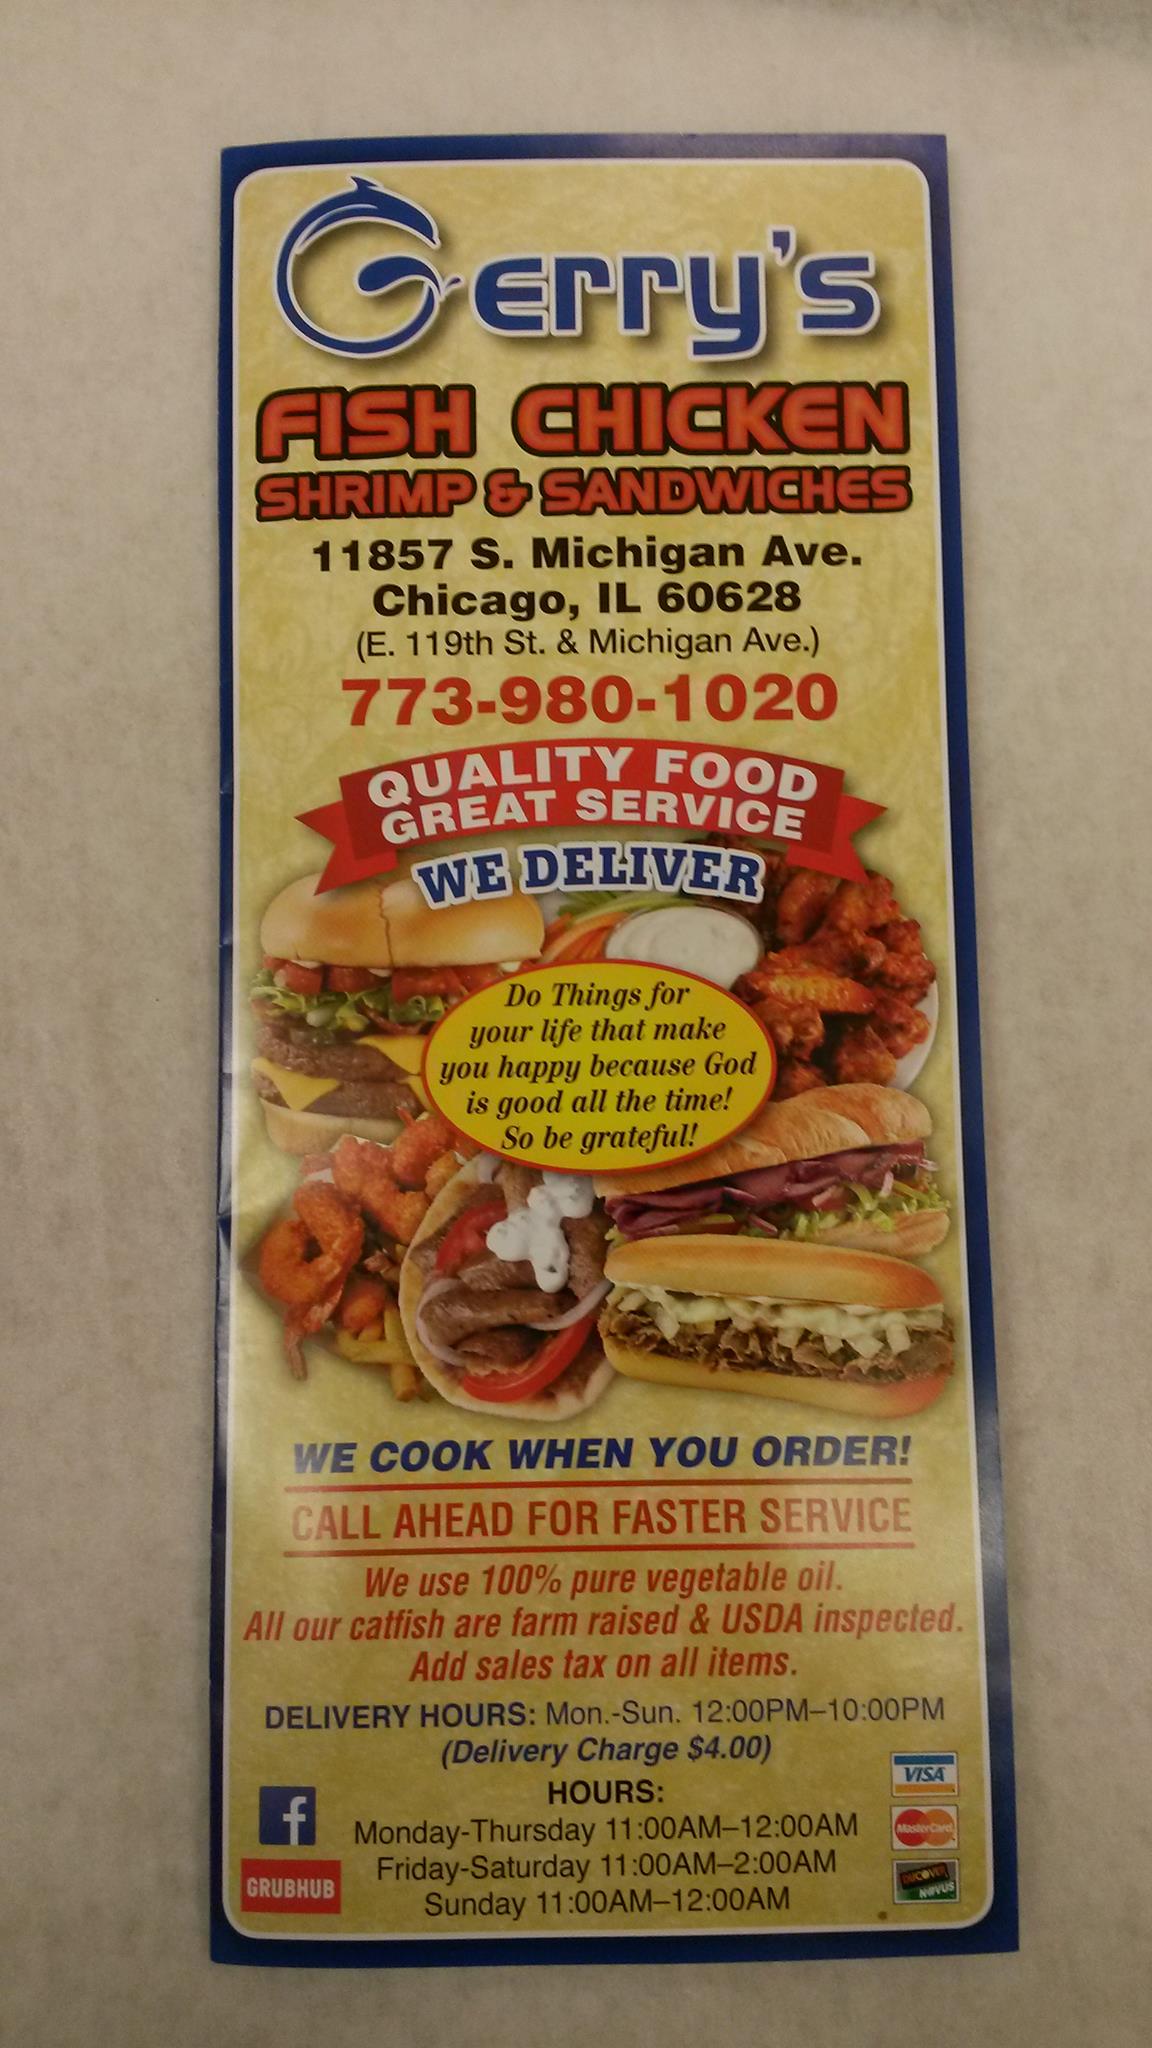 Gerry's
FISH CHICKEN
SHRIMP & SANDWICHES
11857 S. Michigan Ave.
Chicago, IL 60628
(E. 119th St. & Michigan Ave.)
773-980-1020
QUALITY FOOD
GREAT SERVICE
WE DELIVER
Do Things for
your life that make
you happy because God
is good all the time!
So be grateful!
WE COOK WHEN YOU ORDER!
CALL AHEAD FOR FASTER SERVICE
We use 100% pure vegetable oil.
All our catfish are farm raised & USDA inspected.
Add sales tax on all items.
DELIVERY HOURS: Mon.-Sun. 12:00PM–10:00PM
(Delivery Charge $4.00)
HOURS:
Monday-Thursday 11:00AM–12:00AM
Friday-Saturday 11:00AM–2:00AM
Sunday 11:00AM–12:00AM
f
GRUBHUB
VISA
MasterCard
DISCOVER
NOVUS